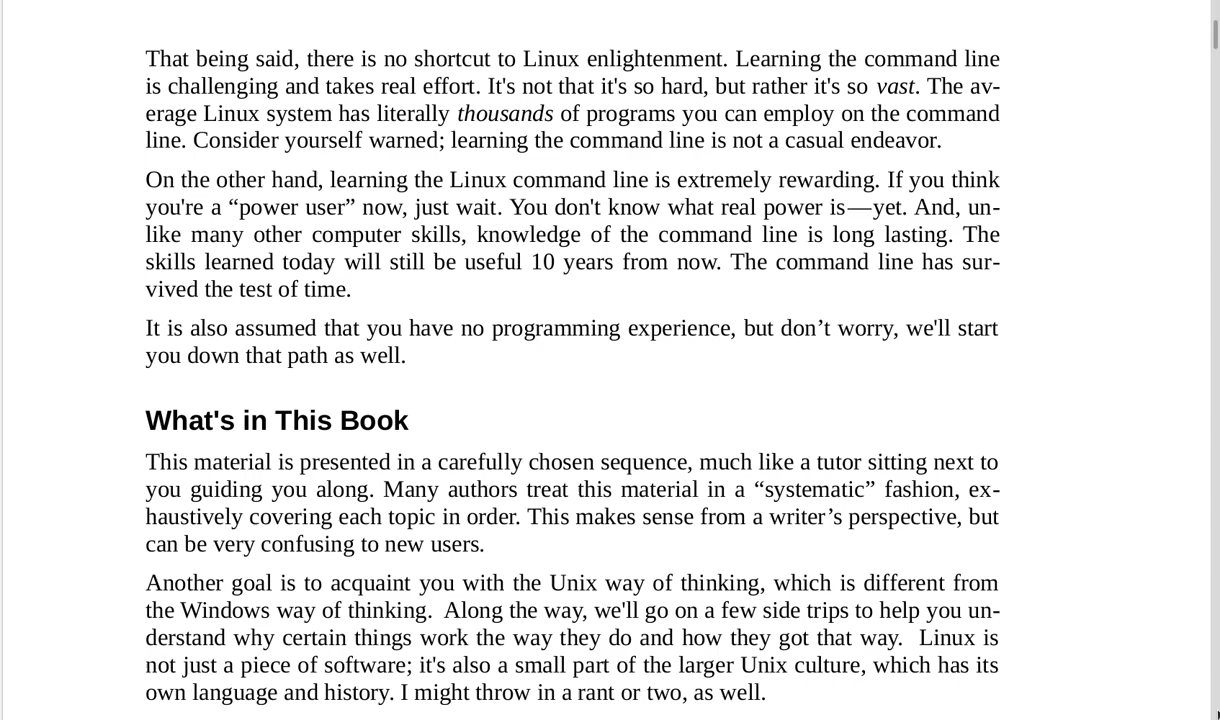 That being said, there is no shortcut to Linux enlightenment. Learning the command line
is challenging and takes real effort. It's not that it's so hard, but rather it's so vast. The av-
erage Linux system has literally thousands of programs you can employ on the command
line. Consider yourself warned; learning the command line is not a casual endeavor.
On the other hand, learning the Linux command line is extremely rewarding. If you think
you're a “power user” now, just wait. You don't know what real power is—yet. And, un-
like many other computer skills, knowledge of the command line is long lasting. The
skills learned today will still be useful 10 years from now. The command line has sur-
vived the test of time.
It is also assumed that you have no programming experience, but don’t worry, we'll start
you down that path as well.
What's in This Book
This material is presented in a carefully chosen sequence, much like a tutor sitting next to
you guiding you along. Many authors treat this material in a “systematic” fashion, ex-
haustively covering each topic in order. This makes sense from a writer’s perspective, but
can be very confusing to new users.
Another goal is to acquaint you with the Unix way of thinking, which is different from
the Windows way of thinking.  Along the way, we'll go on a few side trips to help you un-
derstand why certain things work the way they do and how they got that way.  Linux is
not just a piece of software; it's also a small part of the larger Unix culture, which has its
own language and history. I might throw in a rant or two, as well.